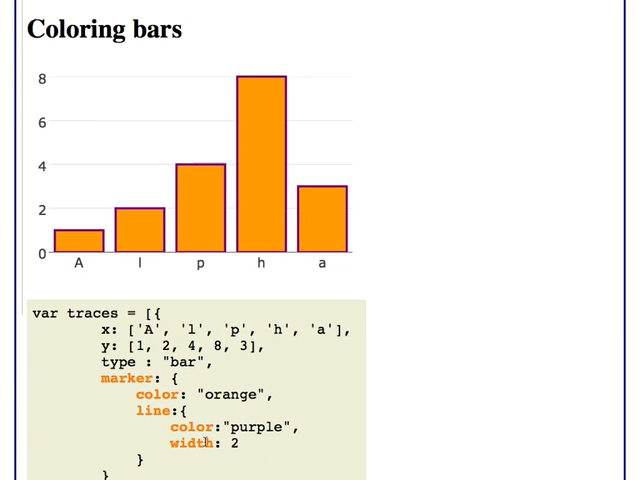 Coloring bars
8
6
4
2
0
A l p h a
var traces = [{
x: ['A', 'l', 'p', 'h', 'a'],
y: [1, 2, 4, 8, 3],
type : "bar",
marker: {
color: "orange",
line:{
color:"purple",
width: 2
}
}